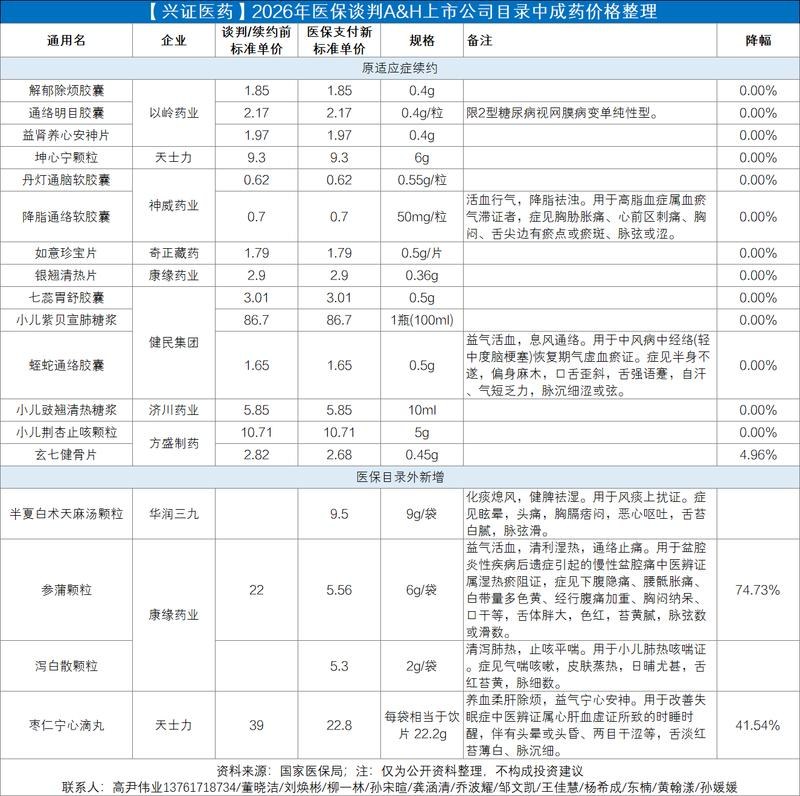 【兴证医药】2026年医保谈判A&H上市公司目录中成药价格整理
通用名 企业 谈判/续约前标准单价 医保支付新标准单价 规格 备注 降幅
原适应症续约
解郁除烦胶囊 以岭药业 1.85 1.85 0.4g 0.00%
通络明目胶囊 2.17 2.17 0.4g/粒 限2型糖尿病视网膜病变单纯性型。 0.00%
益肾养心安神片 1.97 1.97 0.4g 0.00%
坤心宁颗粒 天士力 9.3 9.3 6g 0.00%
丹灯通脑软胶囊 神威药业 0.62 0.62 0.55g/粒 0.00%
降脂通络软胶囊 0.7 0.7 50mg/粒 0.00%
活血行气，降脂祛浊。用于高脂血症属血瘀
气滞证者，症见胸胁胀痛、心前区刺痛、胸
闷、舌尖边有瘀点或瘀斑、脉弦或涩。
如意珍宝片 奇正藏药 1.79 1.79 0.5g/片 0.00%
银翘清热片 康缘药业 2.9 2.9 0.36g 0.00%
七蕊胃舒胶囊 健民集团 3.01 3.01 0.5g 0.00%
小儿紫贝宣肺糖浆 86.7 86.7 1瓶(100ml) 0.00%
蛭蛇通络胶囊 1.65 1.65 0.5g 0.00%
益气活血，息风通络。用于中风病中经络(轻
中度脑梗塞)恢复期气虚血瘀证。症见半身不
遂，偏身麻木，口舌歪斜，舌强语蹇，自汗
、气短乏力，脉沉细涩或弦。
小儿豉翘清热糖浆 济川药业 5.85 5.85 10ml 0.00%
小儿荆杏止咳颗粒 方盛制药 10.71 10.71 5g 0.00%
玄七健骨片 2.82 2.68 0.45g 4.96%
医保目录外新增
半夏白术天麻汤颗粒 华润三九 9.5 9g/袋
化痰熄风，健脾祛湿。用于风痰上扰证。症
见眩晕，头痛，胸膈痞闷，恶心呕吐，舌苔
白腻，脉弦滑。
参蒲颗粒 康缘药业 22 5.56 6g/袋 74.73%
益气活血，清利湿热，通络止痛。用于盆腔
炎性疾病后遗症引起的慢性盆腔痛中医辨证
属湿热瘀阻证，症见下腹隐痛、腰骶胀痛、
白带量多色黄、经行腹痛加重、胸闷纳呆、
口干等，舌体胖大，色红，苔黄腻，脉弦数
或滑数。
泻白散颗粒 5.3 2g/袋
清泻肺热，止咳平喘。用于小儿肺热咳喘证
。症见气喘咳嗽，皮肤蒸热，日晡尤甚，舌
红苔黄，脉细数。
枣仁宁心滴丸 天士力 39 22.8 每袋相当于饮片 22.2g 41.54%
养血柔肝除烦，益气宁心安神。用于改善失
眠症中医辨证属心肝血虚证所致的时睡时
醒，伴有头晕或头昏、两目干涩等，舌淡红
苔薄白、脉沉细。
资料来源：国家医保局；注：仅为公开资料整理，不构成投资建议
联系人：高尹伟业13761718734/董晓洁/刘焕彬/柳一林/孙宋暄/龚涵清/乔波耀/邹文凯/王佳慧/杨希成/东楠/黄翰漾/孙媛媛